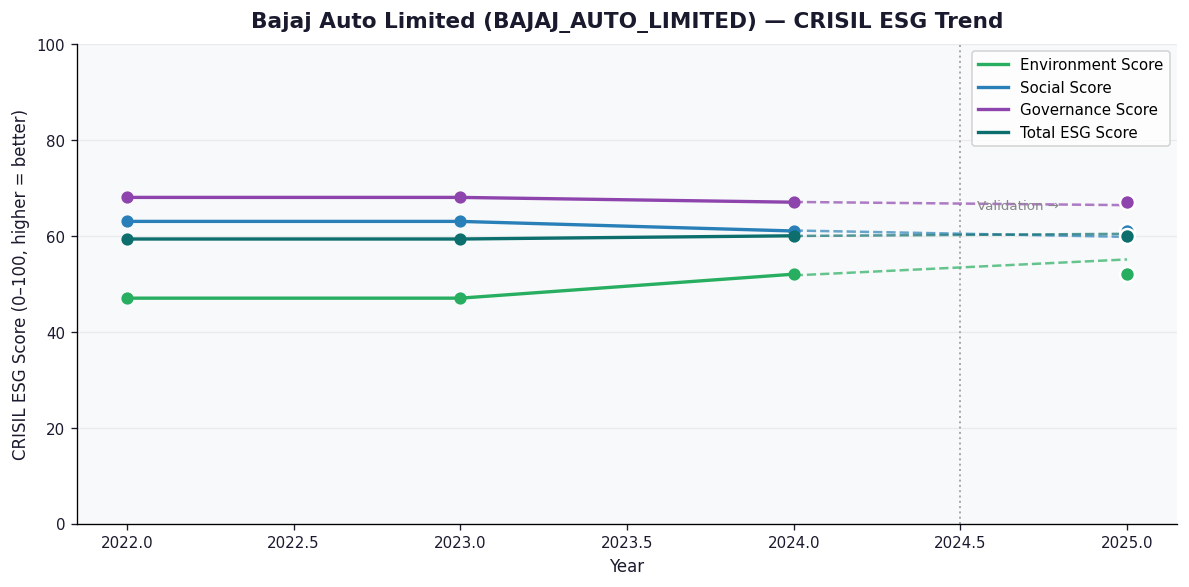 Bajaj Auto Limited (BAJAJ_AUTO_LIMITED) — CRISIL ESG Trend
CRISIL ESG Score (0–100, higher = better)
100
80
60
40
20
0
Environment Score
Social Score
Governance Score
Total ESG Score
Validation →
2022.0
2022.5
2023.0
2023.5
2024.0
2024.5
2025.0
Year